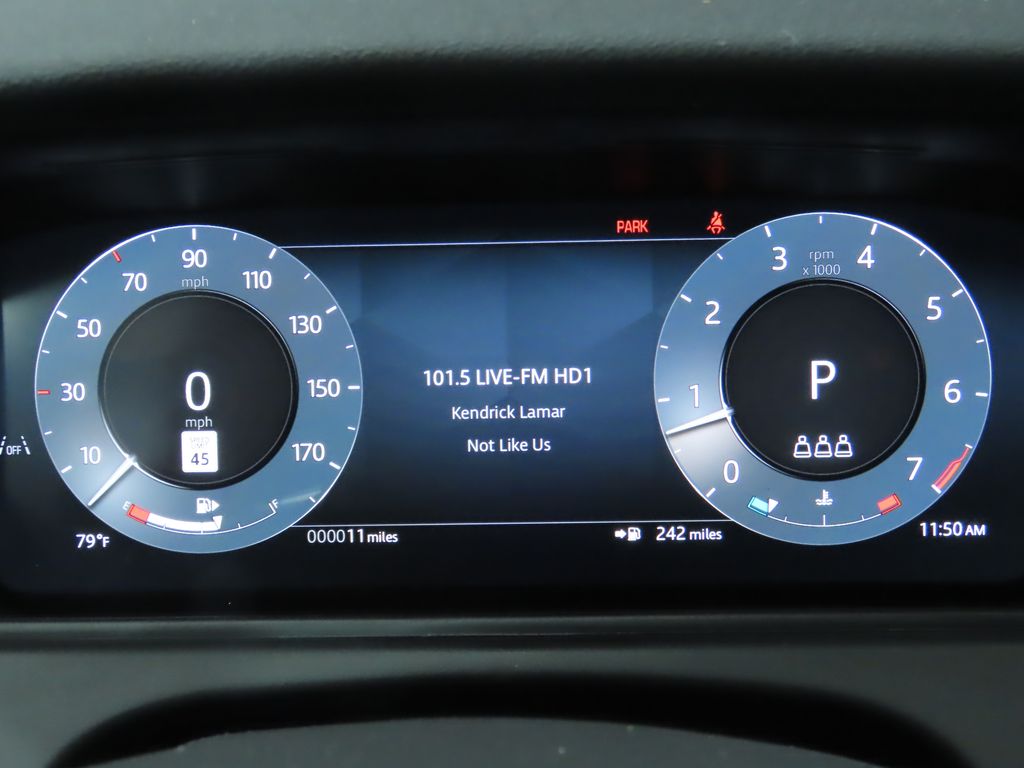 PARK
90
mph
70
110
50
130
30
150
10
170
0
mph
SPEED
LIMIT
45
E
F
OFF
101.5 LIVE-FM HD1
Kendrick Lamar
Not Like Us
3
rpm
x 1000
4
2
5
1
6
0
7
P
79°F
000011 miles
242 miles
11:50 AM